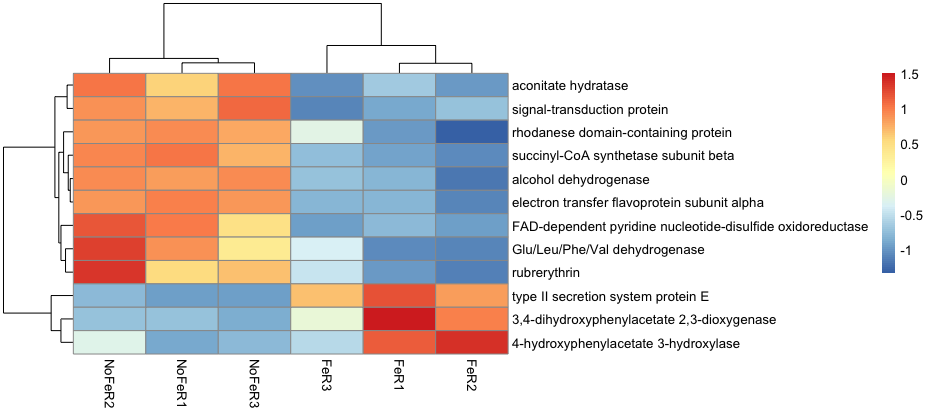 aconitate hydratase
signal-transduction protein
rhodanese domain-containing protein
succinyl-CoA synthetase subunit beta
alcohol dehydrogenase
electron transfer flavoprotein subunit alpha
FAD-dependent pyridine nucleotide-disulfide oxidoreductase
Glu/Leu/Phe/Val dehydrogenase
rubrerythrin
type II secretion system protein E
3,4-dihydroxyphenylacetate 2,3-dioxygenase
4-hydroxyphenylacetate 3-hydroxylase
NoFeR2
NoFeR1
NoFeR3
FeR3
FeR1
FeR2
1.5
1
0.5
0
-0.5
-1